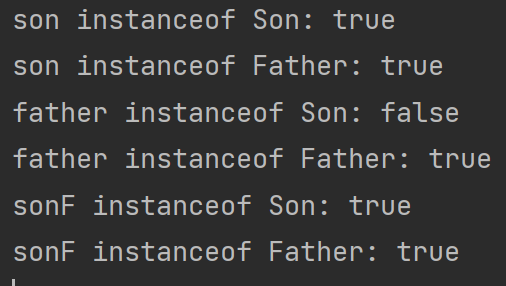 son instanceof Son: true
son instanceof Father: true
father instanceof Son: false
father instanceof Father: true
sonF instanceof Son: true
sonF instanceof Father: true